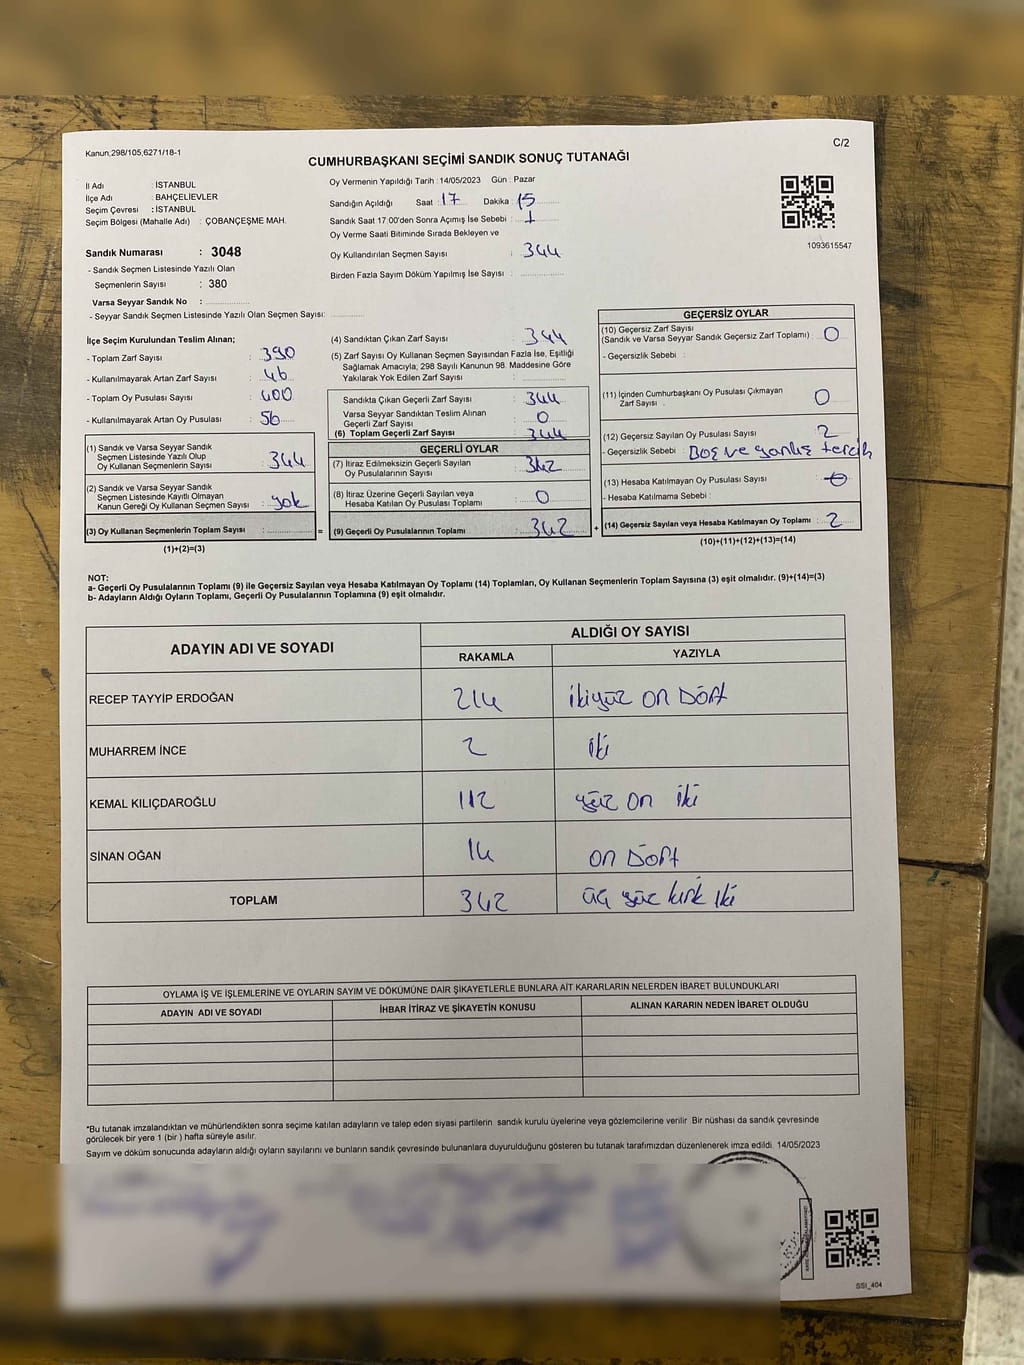 Kanun;298/105,6271/18-1
C/2
CUMHURBAŞKANI SEÇİMİ SANDIK SONUÇ TUTANAĞI
İl Adı : İSTANBUL
İlçe Adı : BAHÇELİEVLER
Seçim Çevresi : İSTANBUL
Seçim Bölgesi (Mahalle Adı) : ÇOBANÇEŞME MAH.
Sandık Numarası : 3048
- Sandık Seçmen Listesinde Yazılı Olan
Seçmenlerin Sayısı : 380
Varsa Seyyar Sandık No :
- Seyyar Sandık Seçmen Listesinde Yazılı Olan Seçmen Sayısı:
Oy Vermenin Yapıldığı Tarih : 14/05/2023 Gün : Pazar
Sandığın Açıldığı Saat : 17 Dakika : 15
Sandık Saat 17:00'den Sonra Açımış İse Sebebi : 1
Oy Verme Saati Bitiminde Sırada Bekleyen ve
Oy Kullandırılan Seçmen Sayısı : 344
Birden Fazla Sayım Döküm Yapılmış İse Sayısı :
1093615547
İlçe Seçim Kurulundan Teslim Alınan;
- Toplam Zarf Sayısı : 390
- Kullanılmayarak Artan Zarf Sayısı : 46
- Toplam Oy Pusulası Sayısı : 400
- Kullanılmayarak Artan Oy Pusulası : 56
(1) Sandık ve Varsa Seyyar Sandık
Seçmen Listesinde Yazılı Olup
Oy Kullanan Seçmenlerin Sayısı : 344
(2) Sandık ve Varsa Seyyar Sandık
Seçmen Listesinde Kayıtlı Olmayan
Kanun Gereği Oy Kullanan Seçmen Sayısı : yok
(3) Oy Kullanan Seçmenlerin Toplam Sayısı : =
(1)+(2)=(3)
(4) Sandıktan Çıkan Zarf Sayısı : 344
(5) Zarf Sayısı Oy Kullanan Seçmen Sayısından Fazla İse, Eşitliği
Sağlamak Amacıyla; 298 Sayılı Kanunun 98. Maddesine Göre
Yakılarak Yok Edilen Zarf Sayısı :
Sandıkta Çıkan Geçerli Zarf Sayısı : 344
Varsa Seyyar Sandıktan Teslim Alınan
Geçerli Zarf Sayısı : 0
(6) Toplam Geçerli Zarf Sayısı : 344
GEÇERLİ OYLAR
(7) İtiraz Edilmeksizin Geçerli Sayılan
Oy Pusulalarının Sayısı : 342
(8) İtiraz Üzerine Geçerli Sayılan veya
Hesaba Katılan Oy Pusulası Toplamı : 0
(9) Geçerli Oy Pusulalarının Toplamı : 342 +
GEÇERSİZ OYLAR
(10) Geçersiz Zarf Sayısı
(Sandık ve Varsa Seyyar Sandık Geçersiz Zarf Toplamı) : 0
- Geçersizlik Sebebi :
(11) İçinden Cumhurbaşkanı Oy Pusulası Çıkmayan
Zarf Sayısı : 0
(12) Geçersiz Sayılan Oy Pusulası Sayısı : 2
- Geçersizlik Sebebi : Boş ve yanlış tercih
(13) Hesaba Katılmayan Oy Pusulası Sayısı : 0
- Hesaba Katılmama Sebebi :
(14) Geçersiz Sayılan veya Hesaba Katılmayan Oy Toplamı : 2
(10)+(11)+(12)+(13)=(14)
NOT:
a- Geçerli Oy Pusulalarının Toplamı (9) ile Geçersiz Sayılan veya Hesaba Katılmayan Oy Toplamı (14) Toplamları, Oy Kullanan Seçmenlerin Toplam Sayısına (3) eşit olmalıdır. (9)+(14)=(3)
b- Adayların Aldığı Oyların Toplamı, Geçerli Oy Pusulalarının Toplamına (9) eşit olmalıdır.
ADAYIN ADI VE SOYADI
ALDIĞI OY SAYISI
RAKAMLA YAZIYLA
RECEP TAYYİP ERDOĞAN 214 ikiyüz on Dört
MUHARREM İNCE 2 iki
KEMAL KILIÇDAROĞLU 112 yüz on iki
SİNAN OĞAN 14 on Dört
TOPLAM 342 üç yüz kırk iki
OYLAMA İŞ VE İŞLEMLERİNE VE OYLARIN SAYIM VE DÖKÜMÜNE DAİR ŞİKAYETLERLE BUNLARA AİT KARARLARIN NELERDEN İBARET BULUNDUKLARI
ADAYIN ADI VE SOYADI İHBAR İTİRAZ VE ŞİKAYETİN KONUSU ALINAN KARARIN NEDEN İBARET OLDUĞU
*Bu tutanak imzalandıktan ve mühürlendikten sonra seçime katılan adayların ve talep eden siyasi partilerin sandık kurulu üyelerine veya gözlemcilerine verilir. Bir nüshası da sandık çevresinde
görülecek bir yere 1 (bir ) hafta süreyle asılır.
Sayım ve döküm sonucunda adayların aldığı oyların sayılarını ve bunların sandık çevresinde bulunanlara duyurulduğunu gösteren bu tutanak tarafımızdan düzenlenerek imza edildi. 14/05/2023
SSI_404